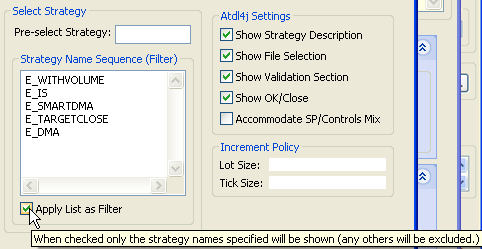 Select Strategy
Pre-select Strategy:
Strategy Name Sequence (Filter)
E_WITHVOLUME
E_IS
E_SMARTDMA
E_TARGETCLOSE
E_DMA
Apply List as Filter
Atdl4j Settings
Show Strategy Description
Show File Selection
Show Validation Section
Show OK/Close
Accommodate SP/Controls Mix
Increment Policy
Lot Size:
Tick Size:
When checked only the strategy names specified will be shown (any others will be excluded.)